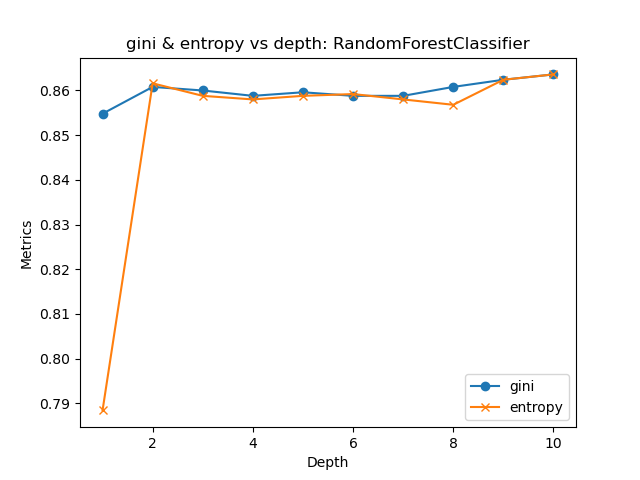 gini & entropy vs depth: RandomForestClassifier
0.86
0.85
0.84
0.83
0.82
0.81
0.80
0.79
Metrics
gini
entropy
2 4 6 8 10
Depth